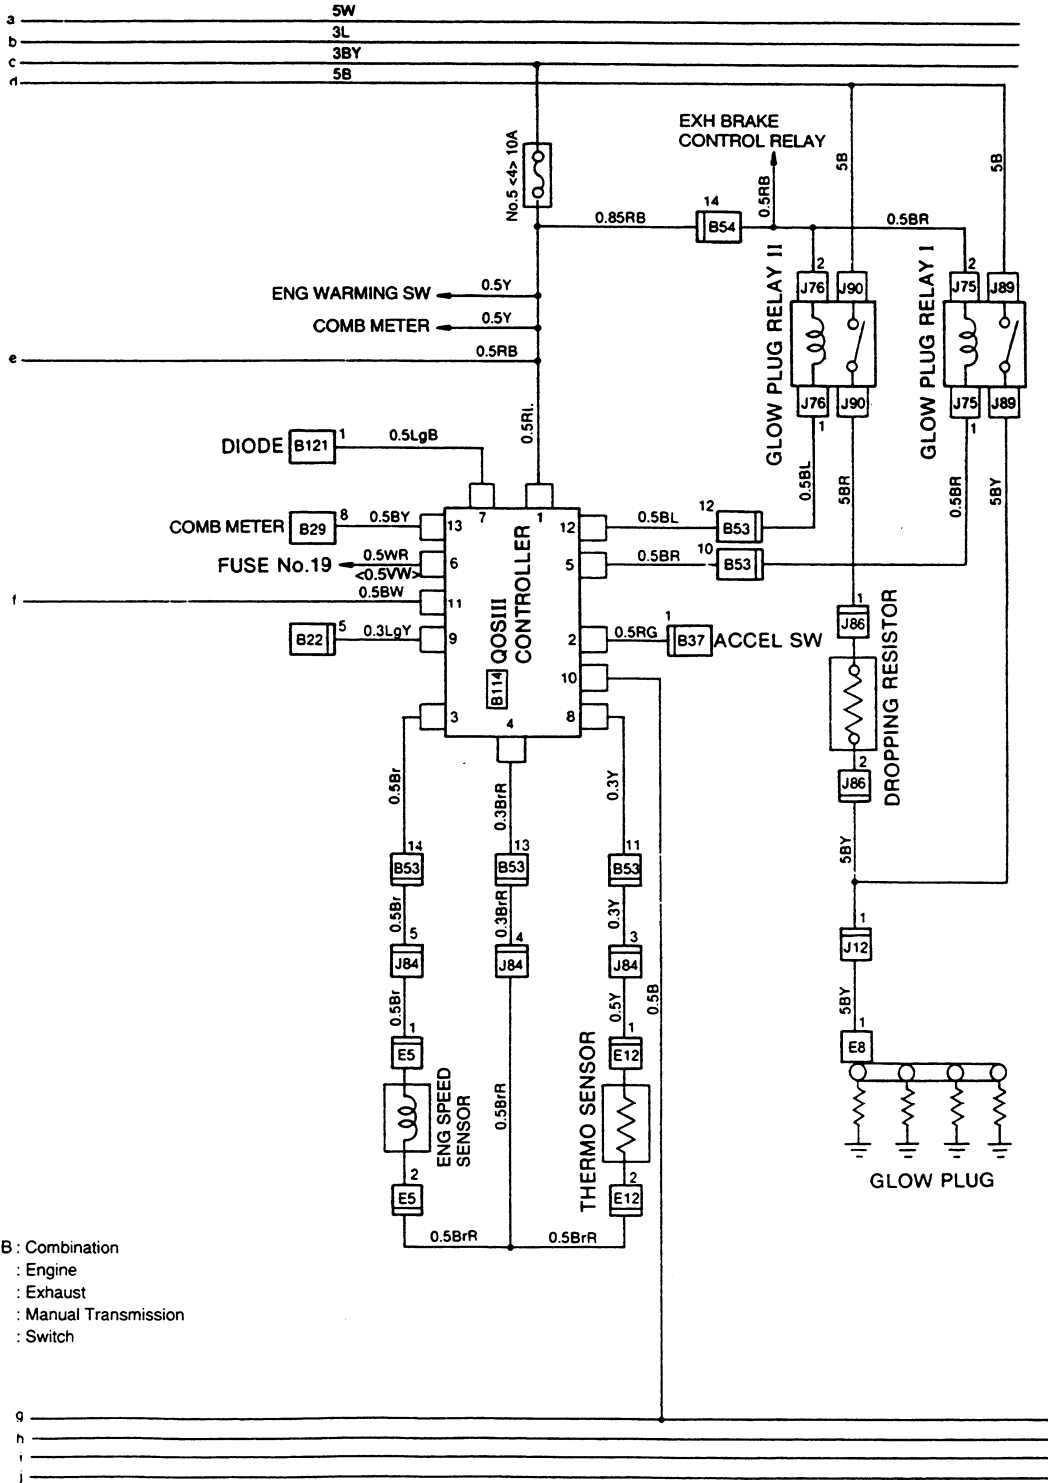 a 5W
b 3L
c 3BY
d 5B
EXH BRAKE
CONTROL RELAY
No.5 <4> 10A
0.5RB
5B
5B
0.85RB
14
B54
0.5BR
GLOW PLUG RELAY II
GLOW PLUG RELAY I
2
J76
J90
2
J75
J89
ENG WARMING SW
0.5Y
COMB METER
0.5Y
e
0.5RB
J76
J90
J75
J89
1
1
DIODE
B121
1
0.5LgB
0.5BL
5BR
0.5BR
5BY
7
1
COMB METER
B29
8
0.5BY
13
12
0.5BL
12
B53
FUSE No.19
0.5WR
<0.5VW>
6
5
0.5BR
10
B53
f
0.5BW
11
QOSIII
CONTROLLER
B114
B22
5
0.3LgY
9
2
0.5RG
1
B37
ACCEL SW
10
3
4
8
1
J86
DROPPING RESISTOR
2
J86
0.5Br
0.3BrR
0.3Y
14
B53
13
B53
11
B53
5BY
0.5Br
0.3BrR
0.3Y
5
J84
4
J84
3
J84
1
J12
0.5Br
0.5Y
0.5B
5BY
1
E5
1
E12
1
E8
ENG SPEED
SENSOR
0.5BrR
THERMO SENSOR
2
E5
2
E12
GLOW PLUG
0.5BrR
0.5BrR
B : Combination
: Engine
: Exhaust
: Manual Transmission
: Switch
g
h
i
j